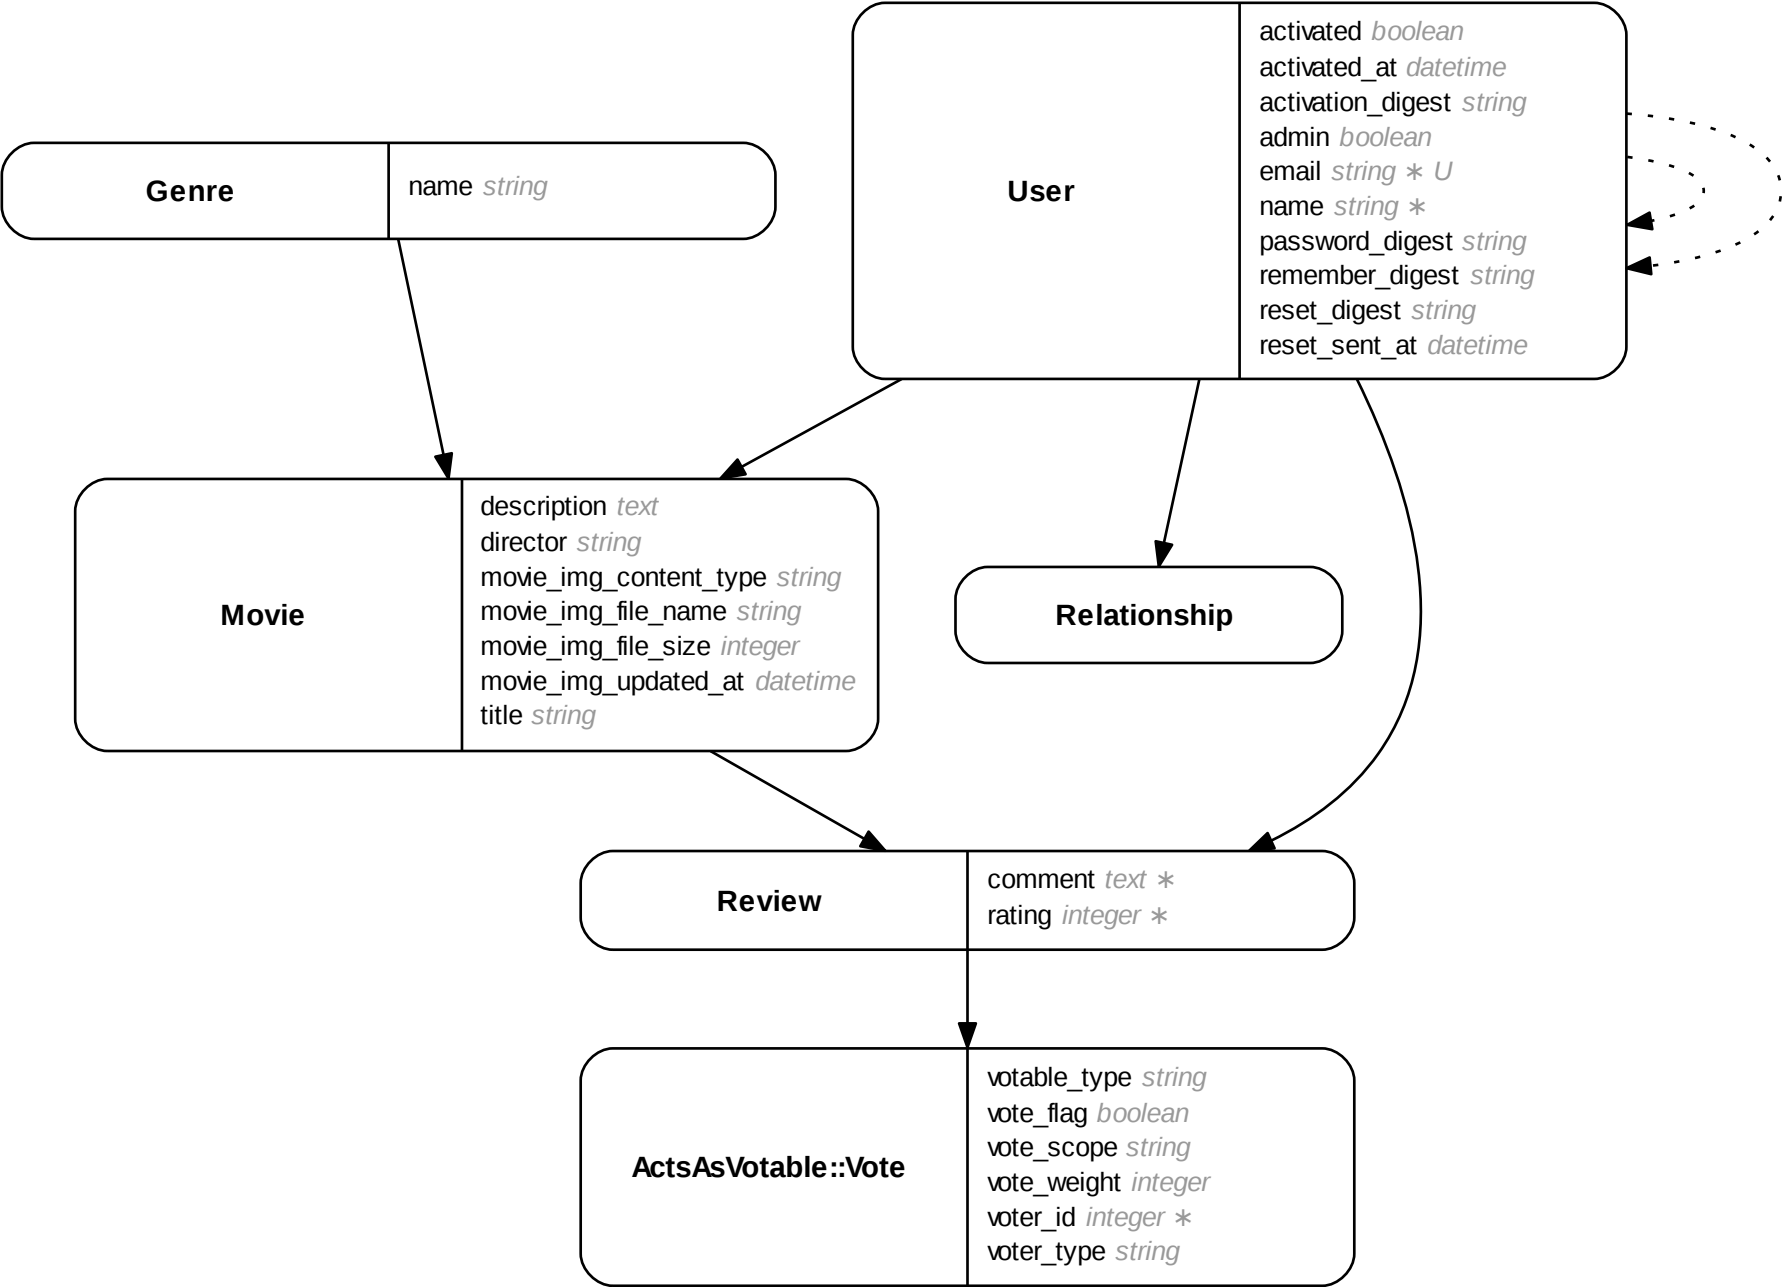 Genre
name string
User
activated boolean
activated_at datetime
activation_digest string
admin boolean
email string ∗ U
name string ∗
password_digest string
remember_digest string
reset_digest string
reset_sent_at datetime
Movie
description text
director string
movie_img_content_type string
movie_img_file_name string
movie_img_file_size integer
movie_img_updated_at datetime
title string
Relationship
Review
comment text ∗
rating integer ∗
ActsAsVotable::Vote
votable_type string
vote_flag boolean
vote_scope string
vote_weight integer
voter_id integer ∗
voter_type string